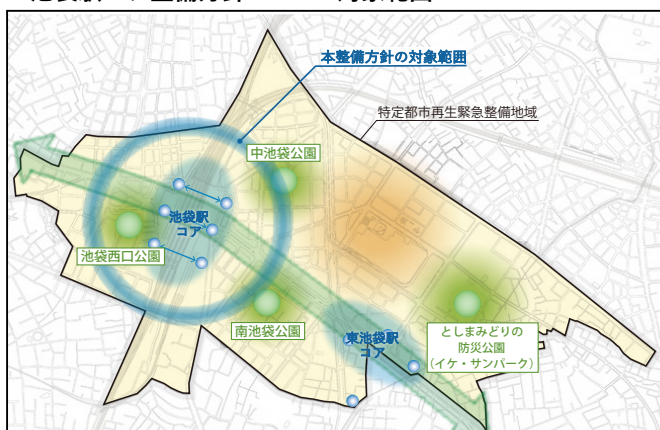 本整備方針の対象範囲
特定都市再生緊急整備地域
中池袋公園
池袋駅
コア
池袋西口公園
南池袋公園
東池袋駅
コア
としまみどりの
防災公園
(イケ・サンパーク)